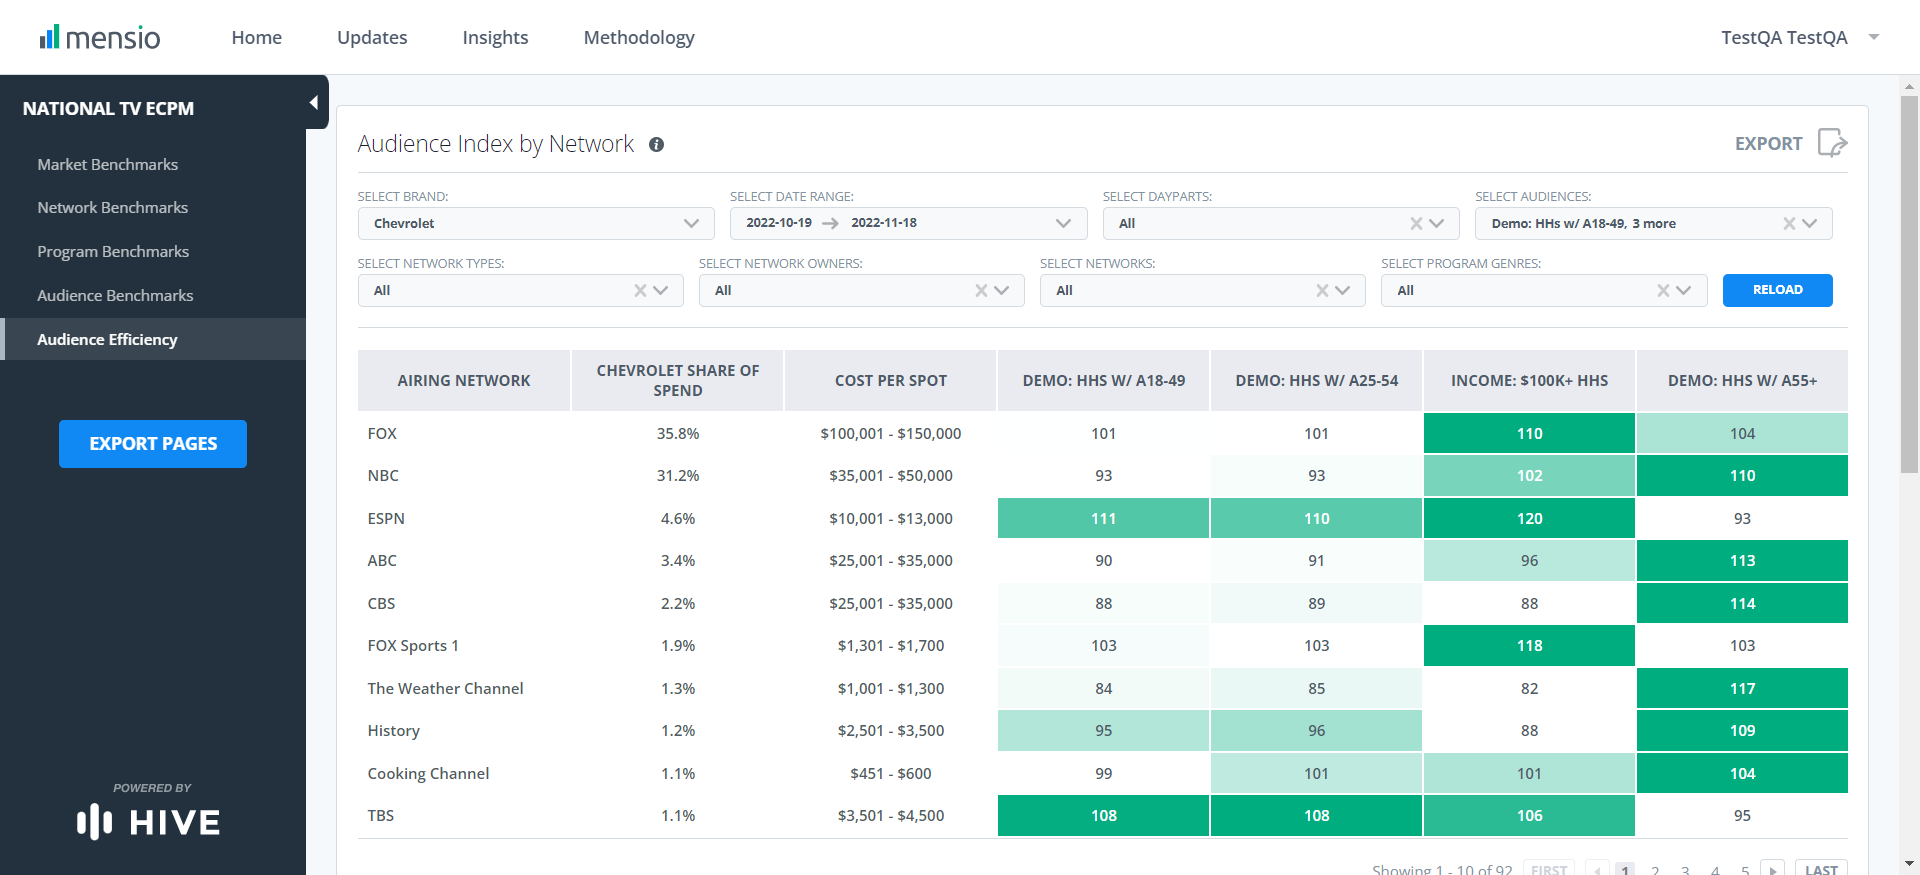 mensio
Home Updates Insights Methodology
TestQA TestQA
NATIONAL TV ECPM
Market Benchmarks
Network Benchmarks
Program Benchmarks
Audience Benchmarks
Audience Efficiency
EXPORT PAGES
POWERED BY
HIVE
Audience Index by Network
EXPORT
SELECT BRAND: SELECT DATE RANGE: SELECT DAYPARTS: SELECT AUDIENCES:
Chevrolet 2022-10-19 → 2022-11-18 All Demo: HHs w/ A18-49, 3 more
SELECT NETWORK TYPES: SELECT NETWORK OWNERS: SELECT NETWORKS: SELECT PROGRAM GENRES:
All All All All RELOAD
AIRING NETWORK CHEVROLET SHARE OF SPEND COST PER SPOT DEMO: HHS W/ A18-49 DEMO: HHS W/ A25-54 INCOME: $100K+ HHS DEMO: HHS W/ A55+
FOX 35.8% $100,001 - $150,000 101 101 110 104
NBC 31.2% $35,001 - $50,000 93 93 102 110
ESPN 4.6% $10,001 - $13,000 111 110 120 93
ABC 3.4% $25,001 - $35,000 90 91 96 113
CBS 2.2% $25,001 - $35,000 88 89 88 114
FOX Sports 1 1.9% $1,301 - $1,700 103 103 118 103
The Weather Channel 1.3% $1,001 - $1,300 84 85 82 117
History 1.2% $2,501 - $3,500 95 96 88 109
Cooking Channel 1.1% $451 - $600 99 101 101 104
TBS 1.1% $3,501 - $4,500 108 108 106 95
Showing 1 - 10 of 92 FIRST 1 2 3 4 5 LAST